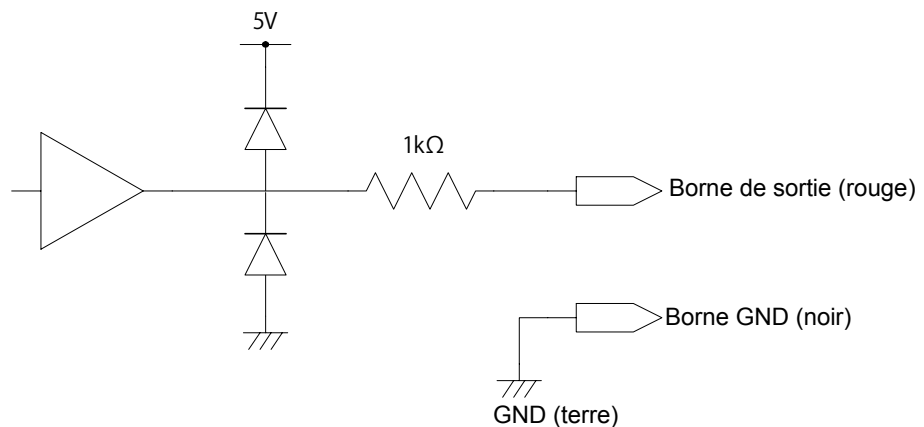 5V
1kΩ
Borne de sortie (rouge)
Borne GND (noir)
GND (terre)